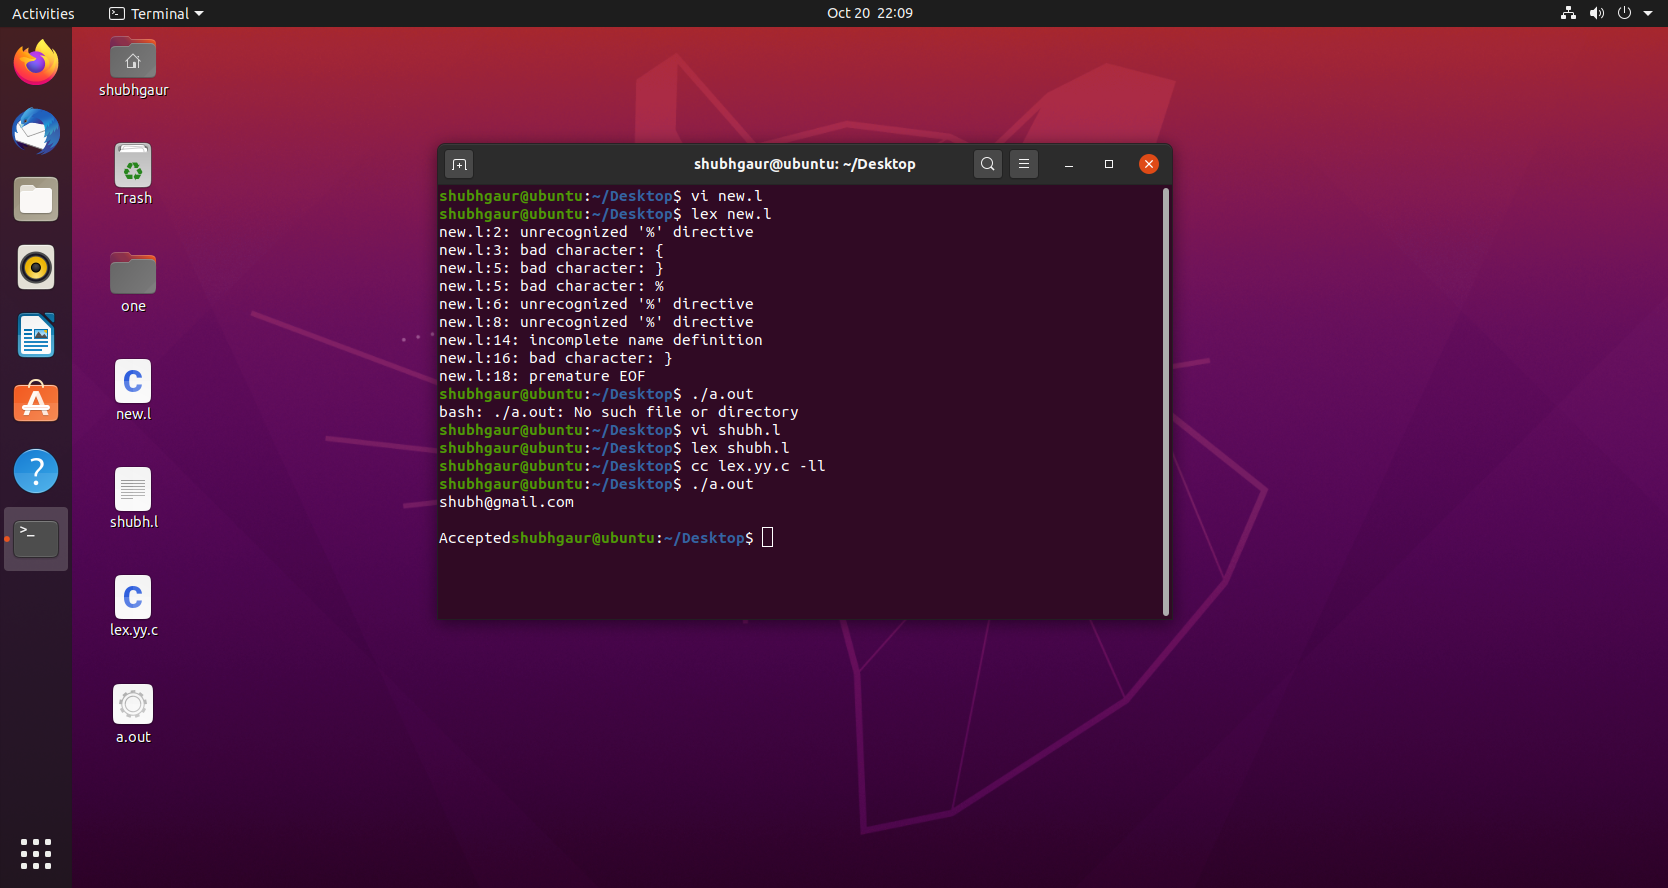 Activities Terminal Oct 20 22:09
shubhgaur
Trash
one
new.l
shubh.l
lex.yy.c
a.out
shubhgaur@ubuntu: ~/Desktop
shubhgaur@ubuntu:~/Desktop$ vi new.l
shubhgaur@ubuntu:~/Desktop$ lex new.l
new.l:2: unrecognized '%' directive
new.l:3: bad character: {
new.l:5: bad character: }
new.l:5: bad character: %
new.l:6: unrecognized '%' directive
new.l:8: unrecognized '%' directive
new.l:14: incomplete name definition
new.l:16: bad character: }
new.l:18: premature EOF
shubhgaur@ubuntu:~/Desktop$ ./a.out
bash: ./a.out: No such file or directory
shubhgaur@ubuntu:~/Desktop$ vi shubh.l
shubhgaur@ubuntu:~/Desktop$ lex shubh.l
shubhgaur@ubuntu:~/Desktop$ cc lex.yy.c -ll
shubhgaur@ubuntu:~/Desktop$ ./a.out
shubh@gmail.com
Acceptedshubhgaur@ubuntu:~/Desktop$